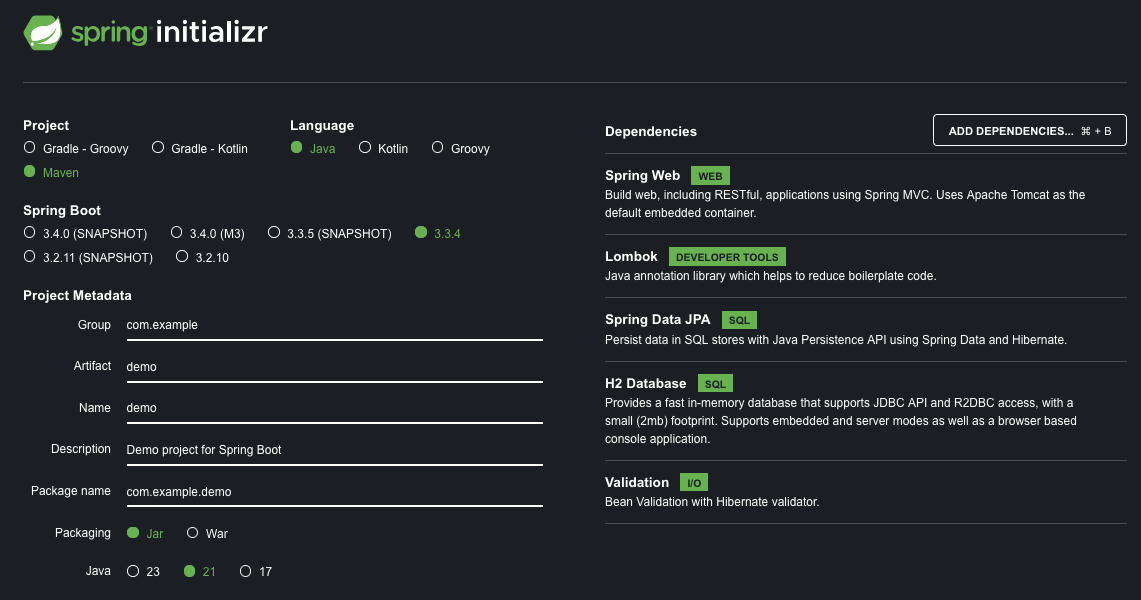 spring initializr
Project
Gradle - Groovy Gradle - Kotlin
Maven
Language
Java Kotlin Groovy
Spring Boot
3.4.0 (SNAPSHOT) 3.4.0 (M3) 3.3.5 (SNAPSHOT) 3.3.4
3.2.11 (SNAPSHOT) 3.2.10
Project Metadata
Group com.example
Artifact demo
Name demo
Description Demo project for Spring Boot
Package name com.example.demo
Packaging Jar War
Java 23 21 17
Dependencies ADD DEPENDENCIES... ⌘ + B
Spring Web WEB
Build web, including RESTful, applications using Spring MVC. Uses Apache Tomcat as the
default embedded container.
Lombok DEVELOPER TOOLS
Java annotation library which helps to reduce boilerplate code.
Spring Data JPA SQL
Persist data in SQL stores with Java Persistence API using Spring Data and Hibernate.
H2 Database SQL
Provides a fast in-memory database that supports JDBC API and R2DBC access, with a
small (2mb) footprint. Supports embedded and server modes as well as a browser based
console application.
Validation I/O
Bean Validation with Hibernate validator.